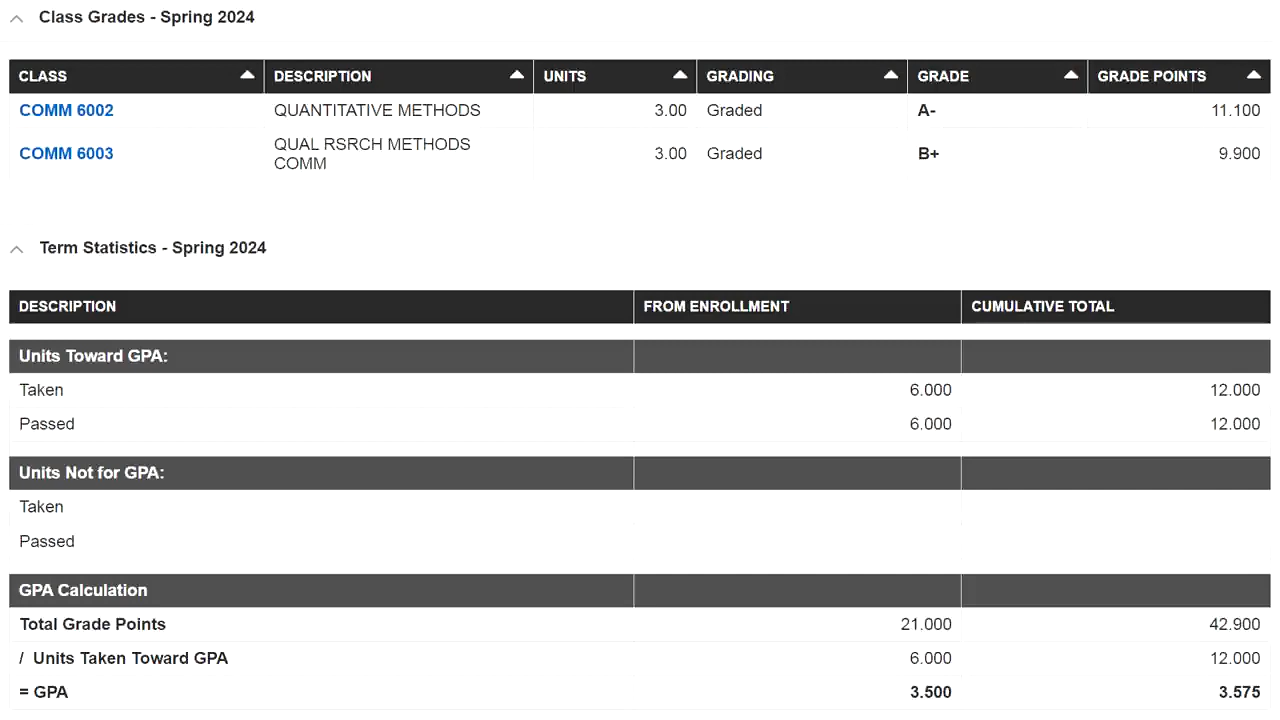 Class Grades - Spring 2024
CLASS DESCRIPTION UNITS GRADING GRADE GRADE POINTS
COMM 6002 QUANTITATIVE METHODS 3.00 Graded A- 11.100
COMM 6003 QUAL RSRCH METHODS COMM 3.00 Graded B+ 9.900
Term Statistics - Spring 2024
DESCRIPTION FROM ENROLLMENT CUMULATIVE TOTAL
Units Toward GPA:
Taken 6.000 12.000
Passed 6.000 12.000
Units Not for GPA:
Taken
Passed
GPA Calculation
Total Grade Points 21.000 42.900
/ Units Taken Toward GPA 6.000 12.000
= GPA 3.500 3.575